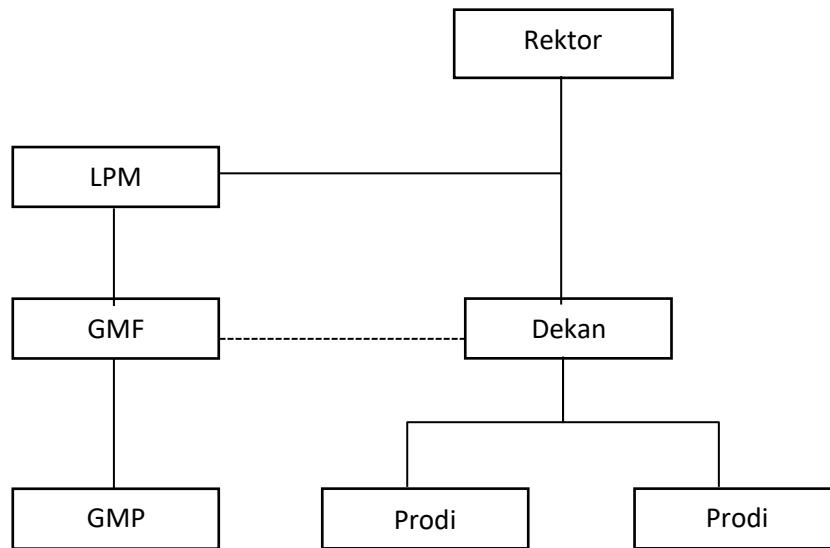 Rektor
LPM
GMF
Dekan
GMP
Prodi
Prodi